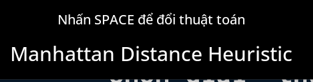 Nhấn SPACE để đổi thuật toán
Manhattan Distance Heuristic